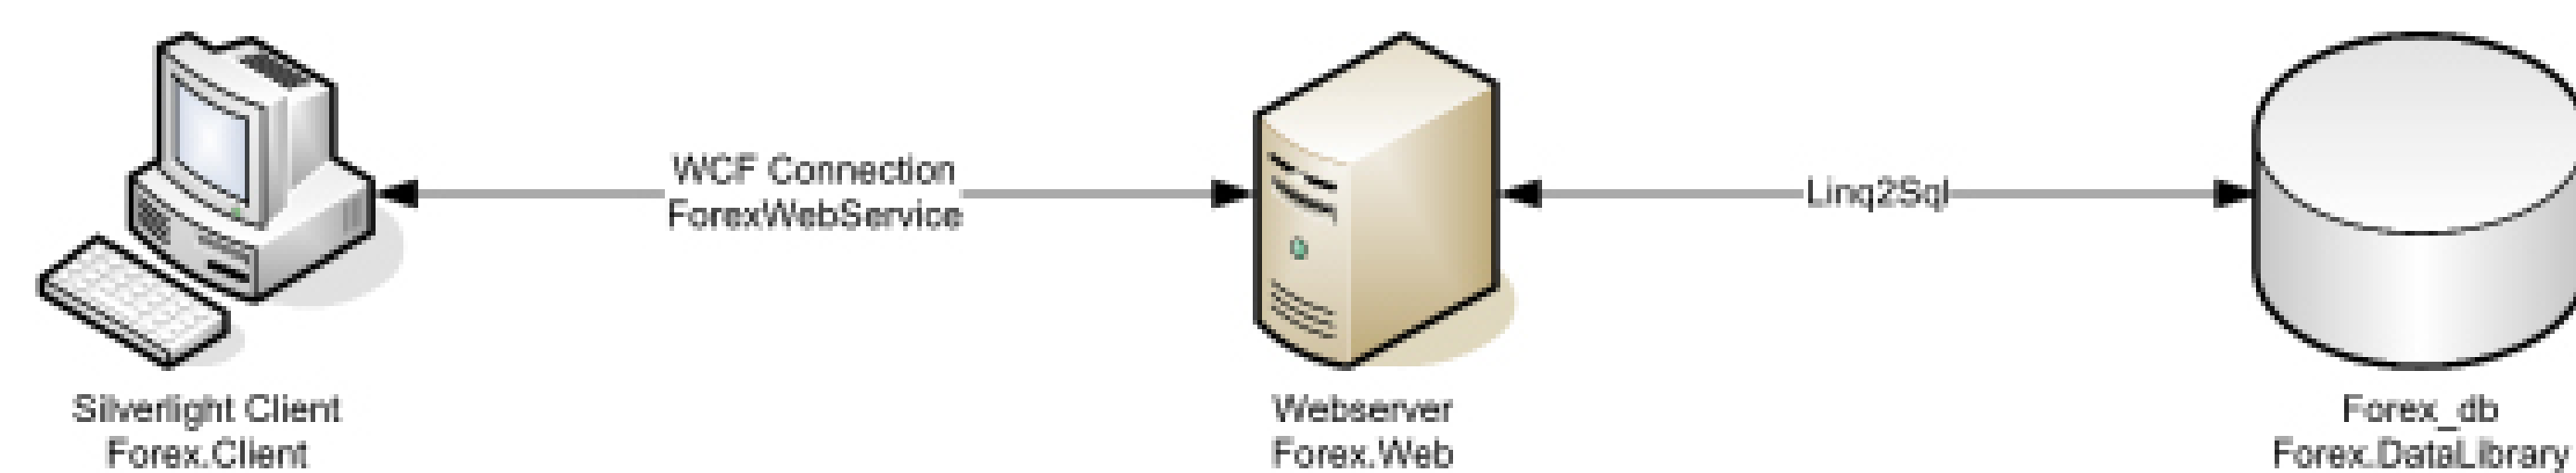 WCF Connection
ForexWebService
Linq2Sql
Silverlight Client
Forex.Client
Webserver
Forex.Web
Forex_db
Forex.DataLibrary